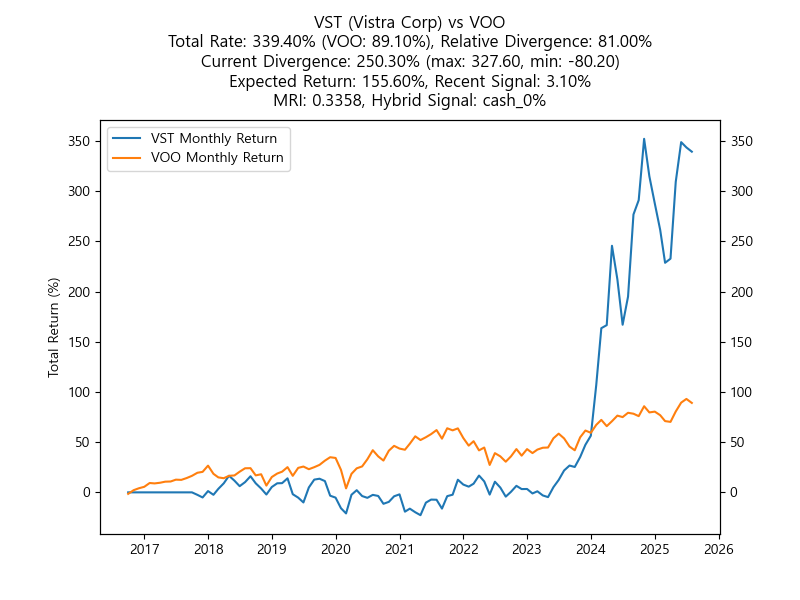 VST (Vistra Corp) vs VOO
Total Rate: 339.40% (VOO: 89.10%), Relative Divergence: 81.00%
Current Divergence: 250.30% (max: 327.60, min: -80.20)
Expected Return: 155.60%, Recent Signal: 3.10%
MRI: 0.3358, Hybrid Signal: cash_0%
VST Monthly Return
VOO Monthly Return
Total Return (%)
350
300
250
200
150
100
50
0
350
300
250
200
150
100
50
0
2017 2018 2019 2020 2021 2022 2023 2024 2025 2026